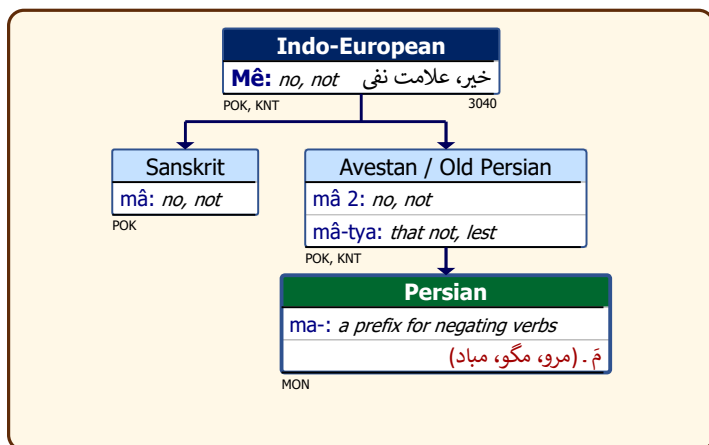 Indo-European
Mê: no, not خیر، علامت نفی
POK, KNT 3040
Sanskrit
mâ: no, not
POK
Avestan / Old Persian
mâ 2: no, not
mâ-tya: that not, lest
POK, KNT
Persian
ma-: a prefix for negating verbs
مَ ـ (مرو، مگو، مباد)
MON